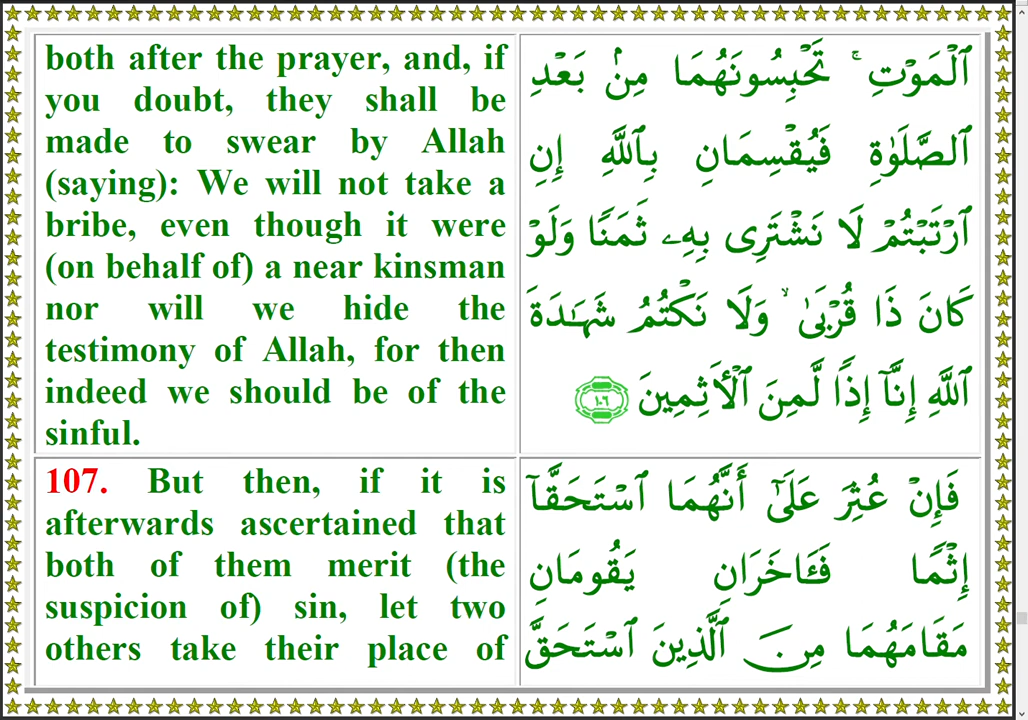 both after the prayer, and, if
you doubt, they shall be
made to swear by Allah
(saying): We will not take a
bribe, even though it were
(on behalf of) a near kinsman
nor will we hide the
testimony of Allah, for then
indeed we should be of the
sinful.
ٱلْمَوْتِ ۚ تَحْبِسُونَهُمَا مِنۢ بَعْدِ
ٱلصَّلَوٰةِ فَيُقْسِمَانِ بِٱللَّهِ إِنِ
ٱرْتَبْتُمْ لَا نَشْتَرِى بِهِۦ ثَمَنًا وَلَوْ
كَانَ ذَا قُرْبَىٰ ۙ وَلَا نَكْتُمُ شَهَـٰدَةَ
ٱللَّهِ إِنَّآ إِذًا لَّمِنَ ٱلْأَثِمِينَ ١٠٦
107. But then, if it is
afterwards ascertained that
both of them merit (the
suspicion of) sin, let two
others take their place of
فَإِنْ عُثِرَ عَلَىٰٓ أَنَّهُمَا ٱسْتَحَقَّآ
إِثْمًا فَـَٔاخَرَانِ يَقُومَانِ
مَقَامَهُمَا مِنَ ٱلَّذِينَ ٱسْتَحَقَّ